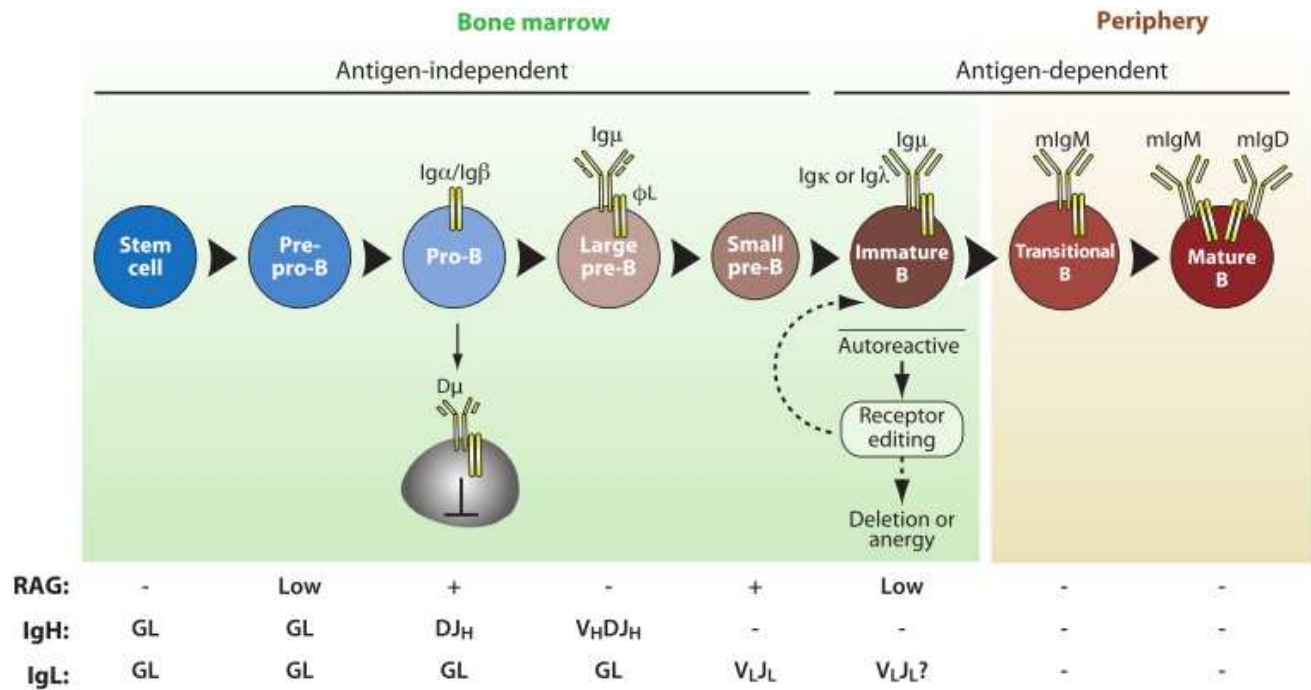 Bone marrow
Periphery
Antigen-independent
Antigen-dependent
Igμ
Igα/Igβ
ϕL
Igμ
Igκ or Igλ
mIgM
mIgM
mIgD
Stem
cell
Pre-
pro-B
Pro-B
Large
pre-B
Small
pre-B
Immature
B
Transitional
B
Mature
B
Dμ
Autoreactive
Receptor
editing
Deletion or
anergy
RAG: - Low + - + Low - -
IgH: GL GL DJH VHDJH - - - -
IgL: GL GL GL GL VLJL VLJL? - -